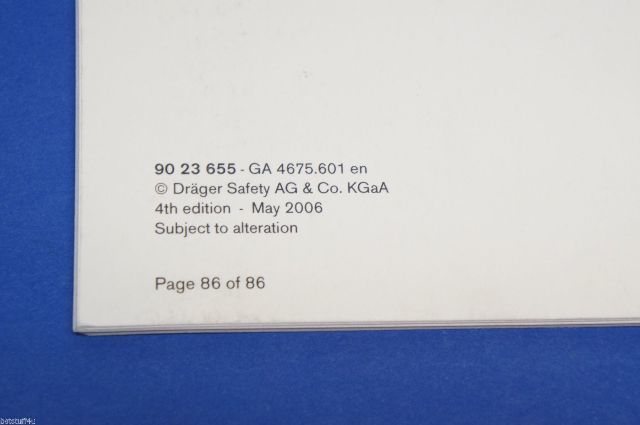 90 23 655 - GA 4675.601 en
© Dräger Safety AG & Co. KGaA
4th edition - May 2006
Subject to alteration
Page 86 of 86
botstuff4u